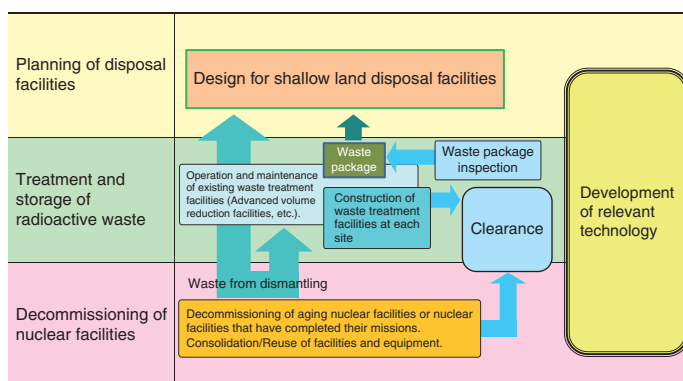 Planning of disposal
facilities
Design for shallow land disposal facilities
Treatment and
storage of
radioactive waste
Operation and maintenance
of existing waste treatment
facilities (Advanced volume
reduction facilities, etc.).
Waste
package
Waste package
inspection
Construction of
waste treatment
facilities at each
site
Clearance
Development
of relevant
technology
Waste from dismantling
Decommissioning of
nuclear facilities
Decommissioning of aging nuclear facilities or nuclear
facilities that have completed their missions.
Consolidation/Reuse of facilities and equipment.